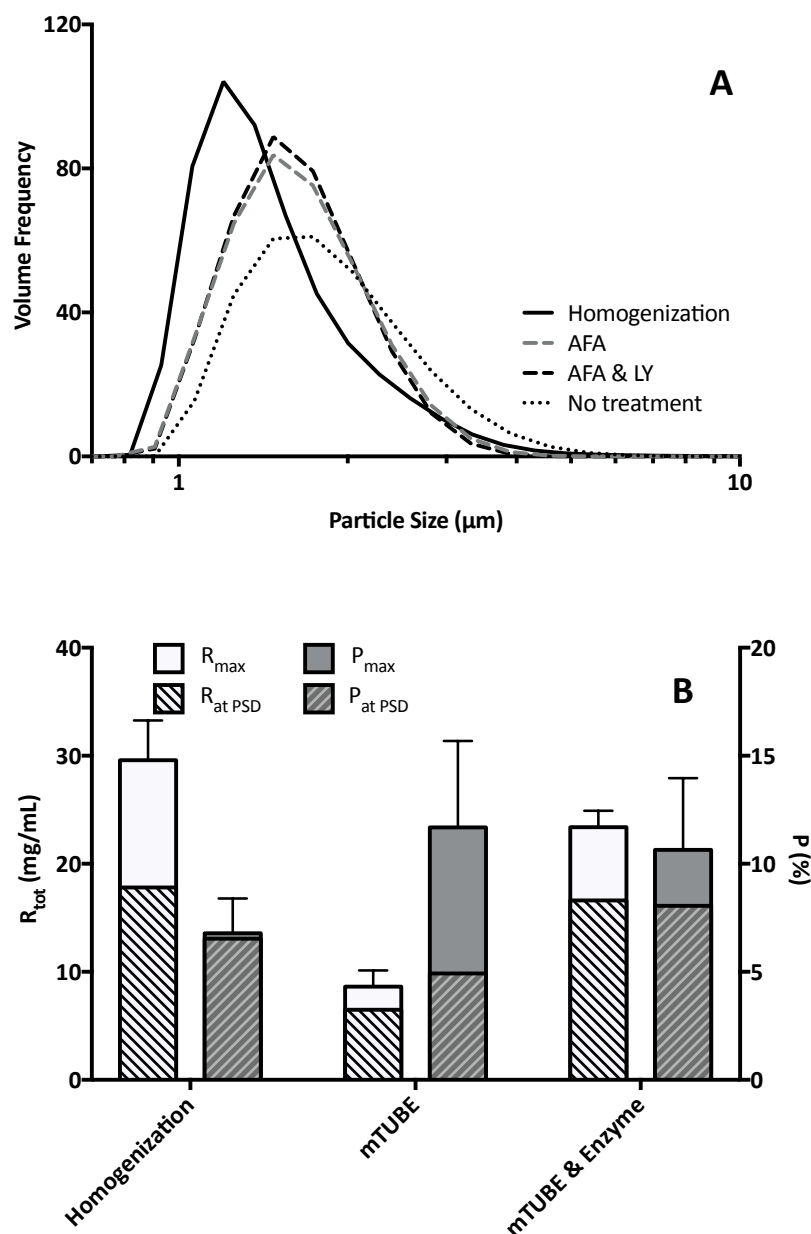 120
A
80
Volume Frequency
40
Homogenization
AFA
AFA & LY
No treatment
0
1
10
Particle Size (µm)
40
20
R_max
P_max
R_at PSD
P_at PSD
B
30
15
R_tot (mg/mL)
20
10
P (%)
10
5
0
0
Homogenization
mTUBE
mTUBE & Enzyme